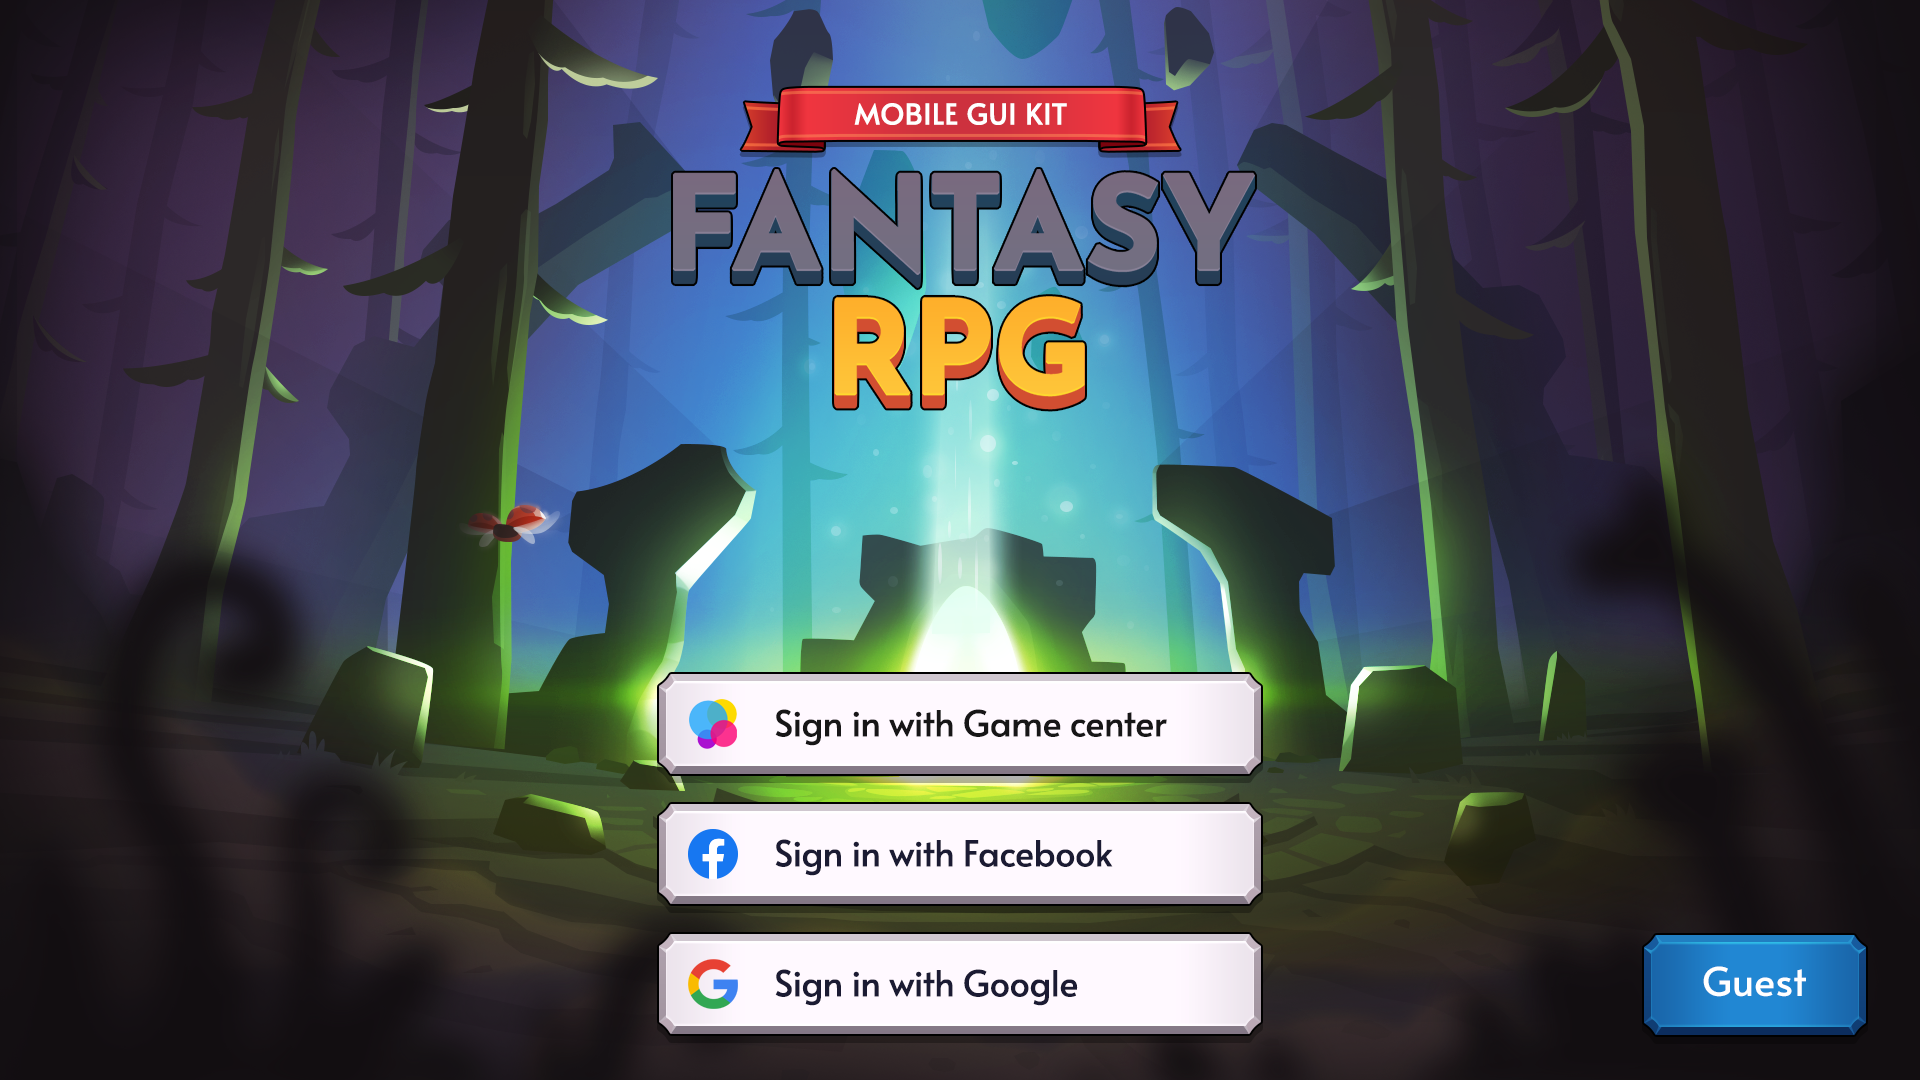 MOBILE GUI KIT
FANTASY
RPG
Sign in with Game center
Sign in with Facebook
Sign in with Google
Guest